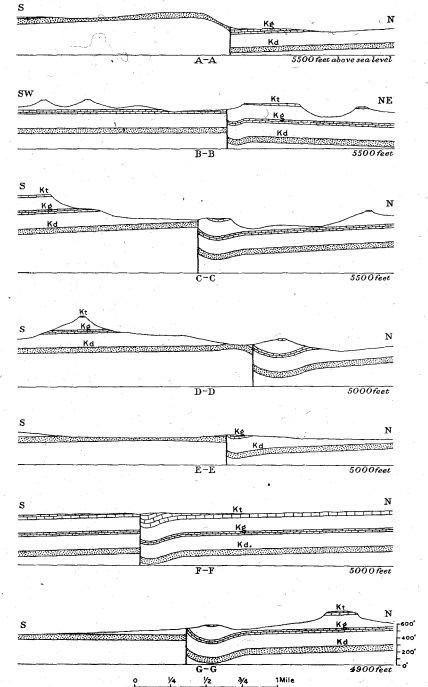 S N
Kg
Kd
A-A 5500 feet above sea level
SW NE
Kt
Kg
Kd
B-B 5500 feet
S N
Kt
Kg
Kd
C-C 5500 feet
Kt
S N
Kg
Kd
D-D 5000 feet
S N
Kg
Kd
E-E 5000 feet
S N
Kt
Kg
Kd.
F-F 5000 feet
S N
Kt
Kg
Kd
600'
400'
200'
0'
G-G 4900 feet
0 1/4 1/2 3/4 1 Mile